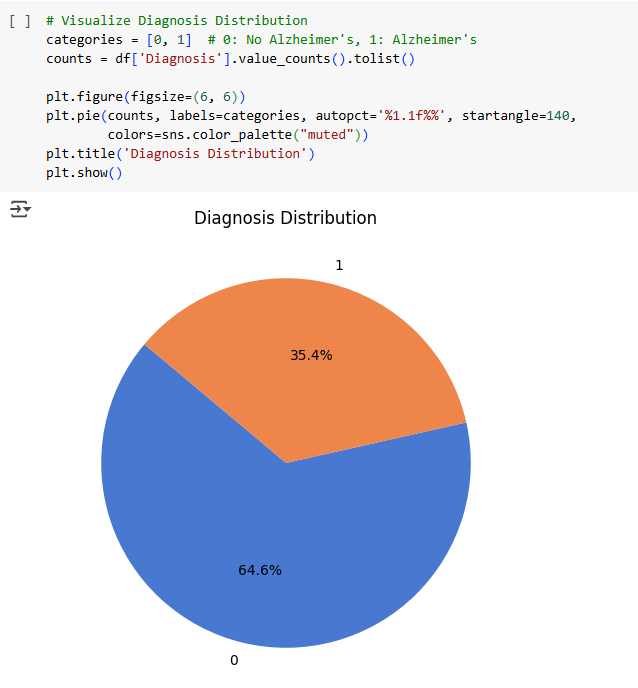 [ ] # Visualize Diagnosis Distribution
categories = [0, 1]  # 0: No Alzheimer's, 1: Alzheimer's
counts = df['Diagnosis'].value_counts().tolist()
plt.figure(figsize=(6, 6))
plt.pie(counts, labels=categories, autopct='%1.1f%%', startangle=140,
        colors=sns.color_palette("muted"))
plt.title('Diagnosis Distribution')
plt.show()
Diagnosis Distribution
1
35.4%
64.6%
0